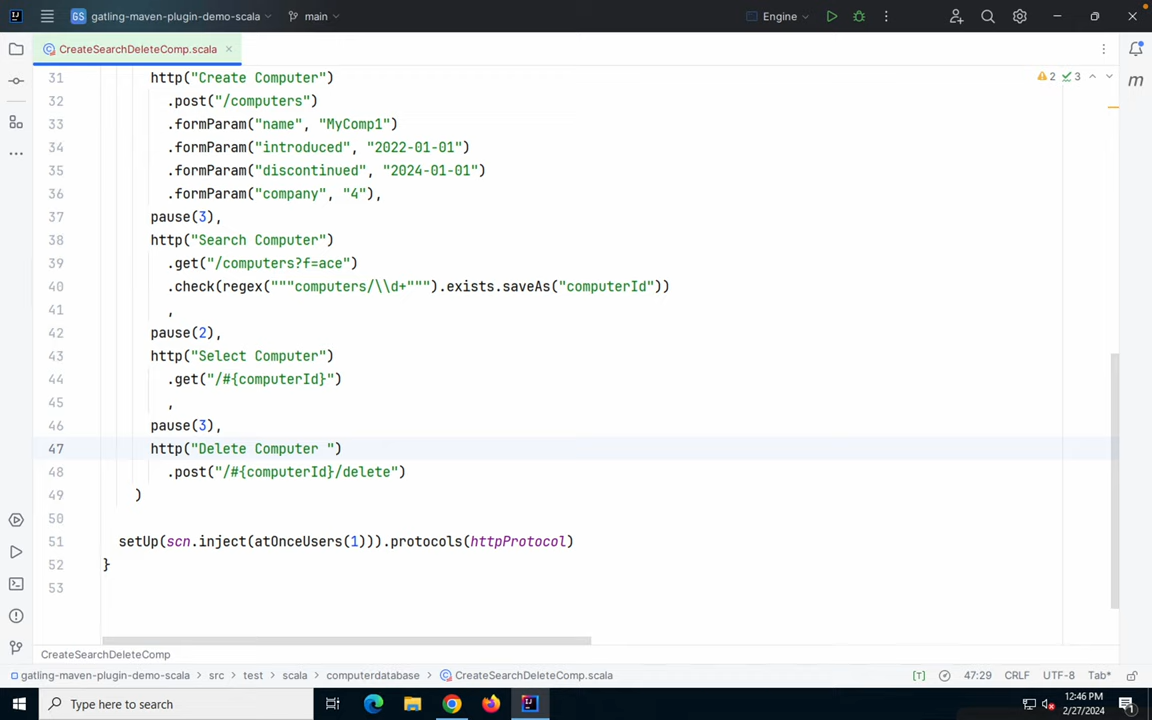 GS gatling-maven-plugin-demo-scala main Engine
CreateSearchDeleteComp.scala
31 http("Create Computer")
32 .post("/computers")
33 .formParam("name", "MyComp1")
34 .formParam("introduced", "2022-01-01")
35 .formParam("discontinued", "2024-01-01")
36 .formParam("company", "4"),
37 pause(3),
38 http("Search Computer")
39 .get("/computers?f=ace")
40 .check(regex("""computers/\\d+""").exists.saveAs("computerId"))
41 ,
42 pause(2),
43 http("Select Computer")
44 .get("/#{computerId}")
45 ,
46 pause(3),
47 http("Delete Computer ")
48 .post("/#{computerId}/delete")
49 )
50
51 setUp(scn.inject(atOnceUsers(1))).protocols(httpProtocol)
52 }
53
2 3
m
CreateSearchDeleteComp
gatling-maven-plugin-demo-scala > src > test > scala > computerdatabase > CreateSearchDeleteComp.scala [T] 47:29 CRLF UTF-8 Tab*
Type here to search
12:46 PM
2/27/2024
1